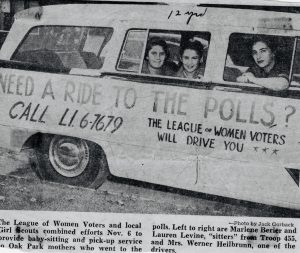 12 yrd
NEED A RIDE TO THE POLLS?
CALL LI.6-7679
THE LEAGUE OF WOMEN VOTERS
WILL DRIVE YOU ***
—Photo by Jack Gorback
The League of Women Voters and local
Girl Scouts combined efforts Nov. 6 to
provide baby-sitting and pick-up service
to Oak Park mothers who went to the
polls. Left to right are Marlene Berier and
Lauren Levine, "sitters" from Troop 455,
and Mrs. Werner Heilbrunn, one of the
drivers.